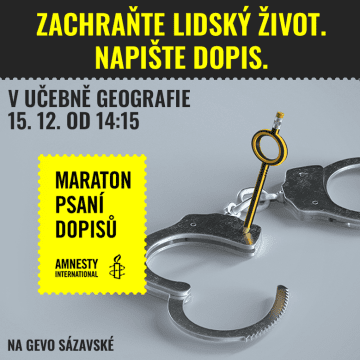 ZACHRAŇTE LIDSKÝ ŽIVOT.
NAPIŠTE DOPIS.
V UČEBNĚ GEOGRAFIE
15. 12. OD 14:15
MARATON
PSANÍ
DOPISŮ
AMNESTY
INTERNATIONAL
NA GEVO SÁZAVSKÉ